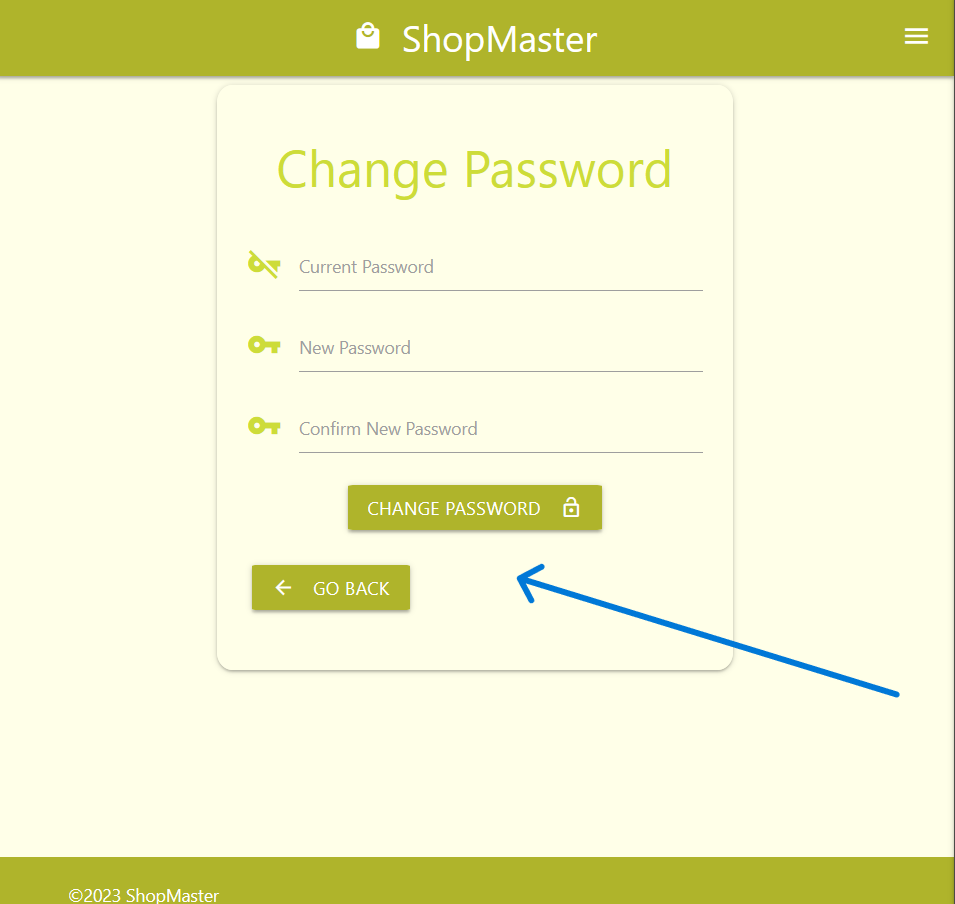 ShopMaster
Change Password
Current Password
New Password
Confirm New Password
CHANGE PASSWORD
GO BACK
©2023 ShopMaster